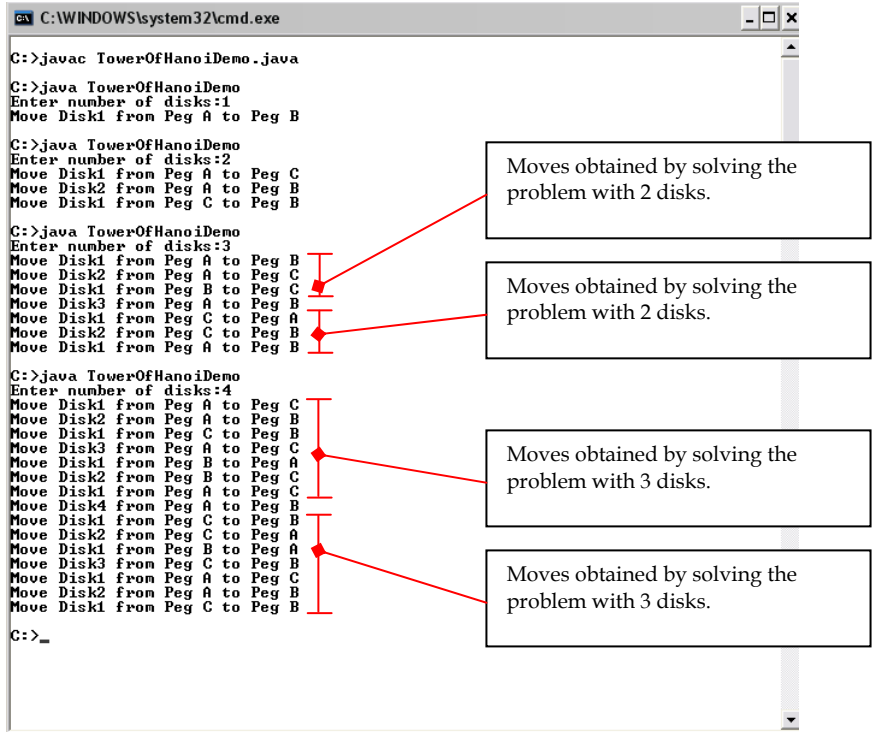 C:\WINDOWS\system32\cmd.exe
C:>javac TowerOfHanoiDemo.java
C:>java TowerOfHanoiDemo
Enter number of disks:1
Move Disk1 from Peg A to Peg B
C:>java TowerOfHanoiDemo
Enter number of disks:2
Move Disk1 from Peg A to Peg C
Move Disk2 from Peg A to Peg B
Move Disk1 from Peg C to Peg B
Moves obtained by solving the
problem with 2 disks.
C:>java TowerOfHanoiDemo
Enter number of disks:3
Move Disk1 from Peg A to Peg B
Move Disk2 from Peg A to Peg C
Move Disk1 from Peg B to Peg C
Move Disk3 from Peg A to Peg B
Move Disk1 from Peg C to Peg A
Move Disk2 from Peg C to Peg B
Move Disk1 from Peg A to Peg B
Moves obtained by solving the
problem with 2 disks.
C:>java TowerOfHanoiDemo
Enter number of disks:4
Move Disk1 from Peg A to Peg C
Move Disk2 from Peg A to Peg B
Move Disk1 from Peg C to Peg B
Move Disk3 from Peg A to Peg C
Move Disk1 from Peg B to Peg A
Move Disk2 from Peg B to Peg C
Move Disk1 from Peg A to Peg C
Move Disk4 from Peg A to Peg B
Move Disk1 from Peg C to Peg B
Move Disk2 from Peg C to Peg A
Move Disk1 from Peg B to Peg A
Move Disk3 from Peg C to Peg B
Move Disk1 from Peg A to Peg C
Move Disk2 from Peg A to Peg B
Move Disk1 from Peg C to Peg B
Moves obtained by solving the
problem with 3 disks.
Moves obtained by solving the
problem with 3 disks.
C:>_